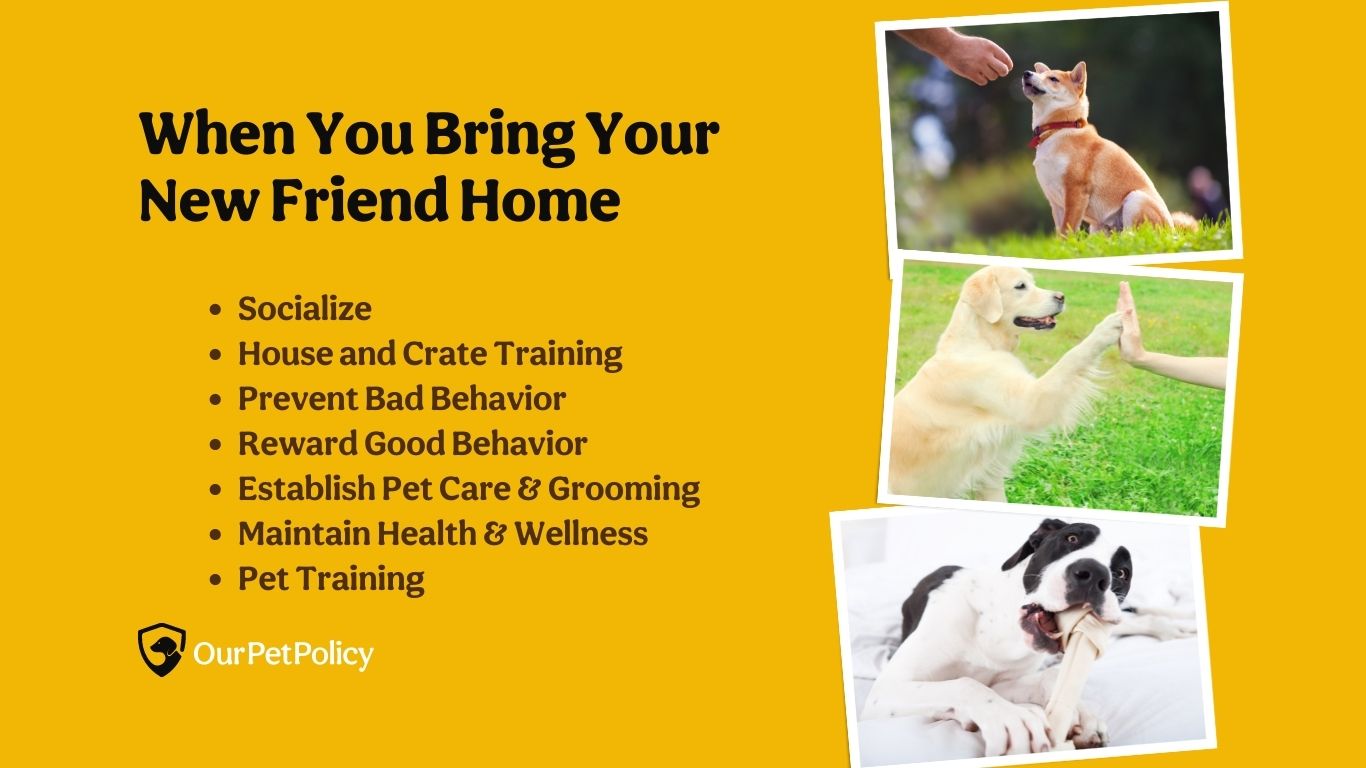 When You Bring Your
New Friend Home
Socialize
House and Crate Training
Prevent Bad Behavior
Reward Good Behavior
Establish Pet Care & Grooming
Maintain Health & Wellness
Pet Training
OurPetPolicy